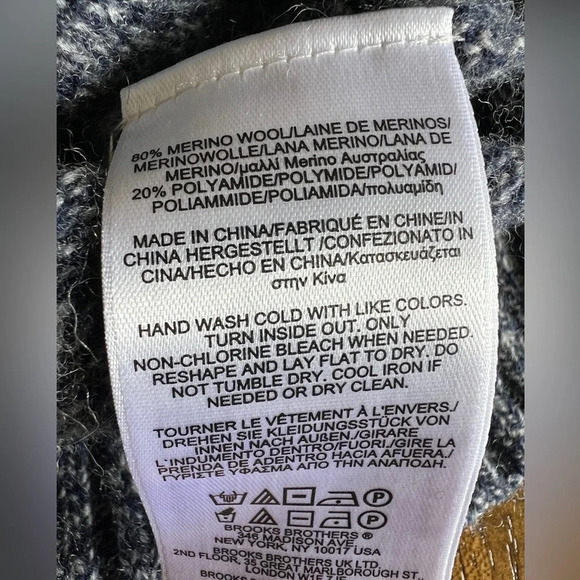 80% MERINO WOOL/LAINE DE MERINOS/
MERINOWOLLE/LANA MERINO/LANA DE
MERINO/μαλλί Merino Αυστραλίας
20% POLYAMIDE/POLYMIDE/POLYAMID/
POLIAMMIDE/POLIAMIDA/πολυαμίδη
MADE IN CHINA/FABRIQUÉ EN CHINE/IN
CHINA HERGESTELLT /CONFEZIONATO IN
CINA/HECHO EN CHINA/Κατασκευάζεται
στην Κίνα
HAND WASH COLD WITH LIKE COLORS.
TURN INSIDE OUT. ONLY
NON-CHLORINE BLEACH WHEN NEEDED.
RESHAPE AND LAY FLAT TO DRY. DO
NOT TUMBLE DRY. COOL IRON IF
NEEDED OR DRY CLEAN.
TOURNER LE VÊTEMENT À L'ENVERS./
DREHEN SIE KLEIDUNGSSTÜCK VON
INNEN NACH AUßEN./GIRARE
L'INDUMENTO DENTRO/FUORI./GIRE LA
PRENDA DE ADENTRO HACIA AFUERA./
ΓΥΡΙΣΤΕ ΥΦΑΣΜΑ ΑΠΟ ΤΗΝ ΑΝΑΠΟΔΗ.
BROOKS BROTHERS ®
346 MADISON AVE
NEW YORK, NY 10017 USA
BROOKS BROTHERS UK LTD
2ND FLOOR, 35 GREAT MARLBOROUGH ST.
LONDON